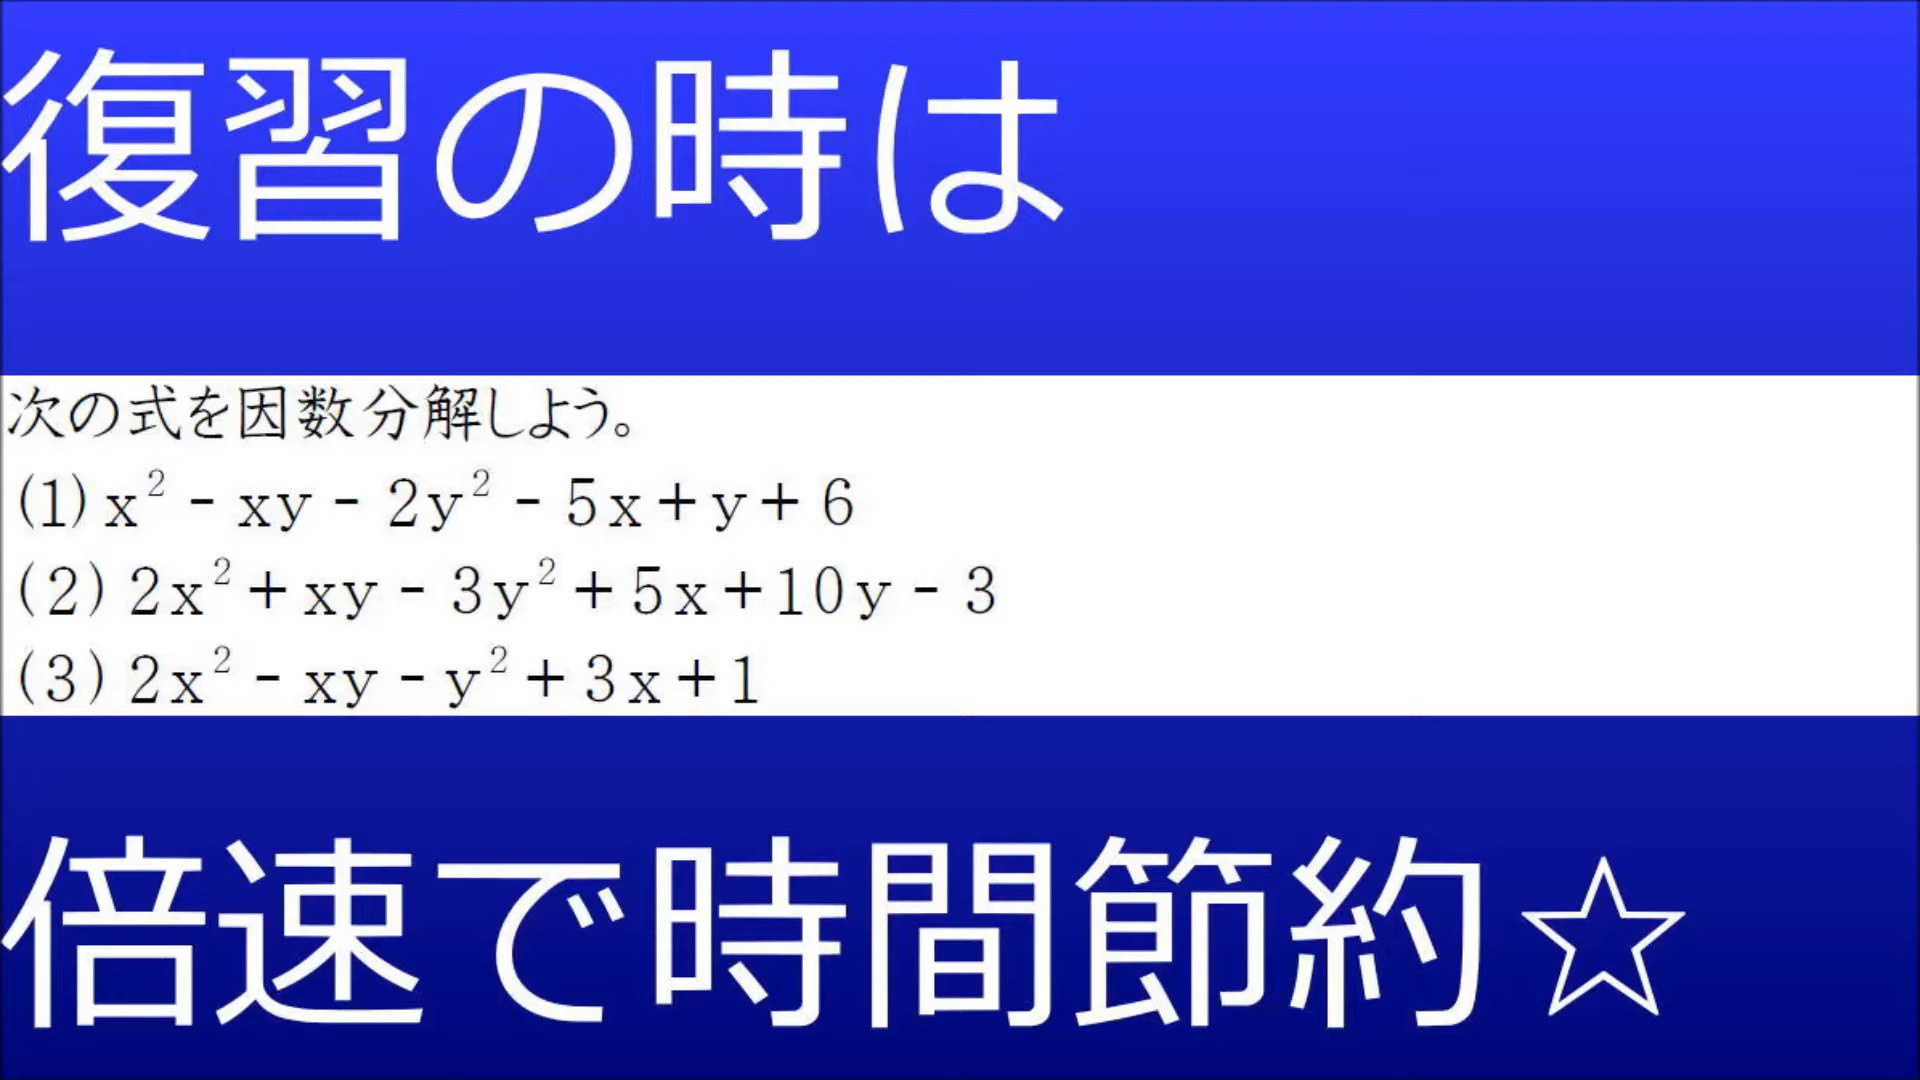 復習の時は
次の式を因数分解しよう。
(1) x² - xy - 2y² - 5x + y + 6
(2) 2x² + xy - 3y² + 5x + 10y - 3
(3) 2x² - xy - y² + 3x + 1
倍速で時間節約☆